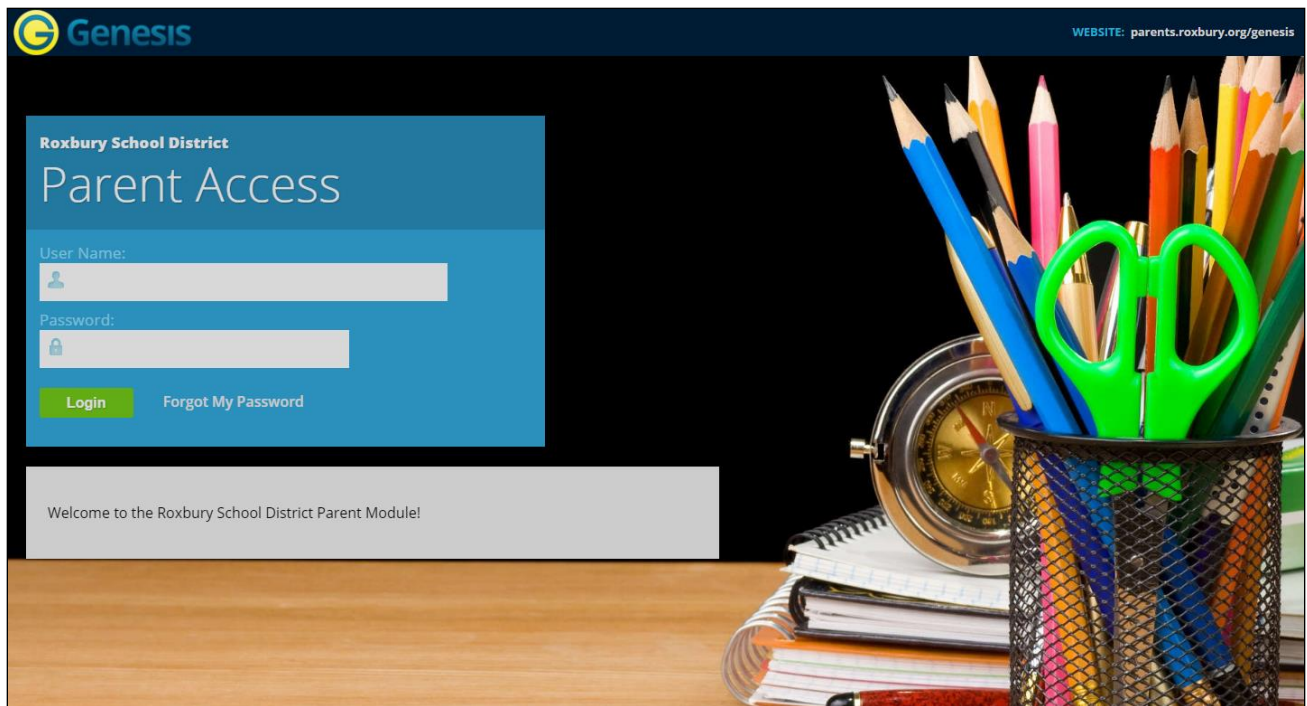 Genesis
WEBSITE: parents.roxbury.org/genesis
Roxbury School District
Parent Access
User Name:
Password:
Login Forgot My Password
Welcome to the Roxbury School District Parent Module!
N
W
S